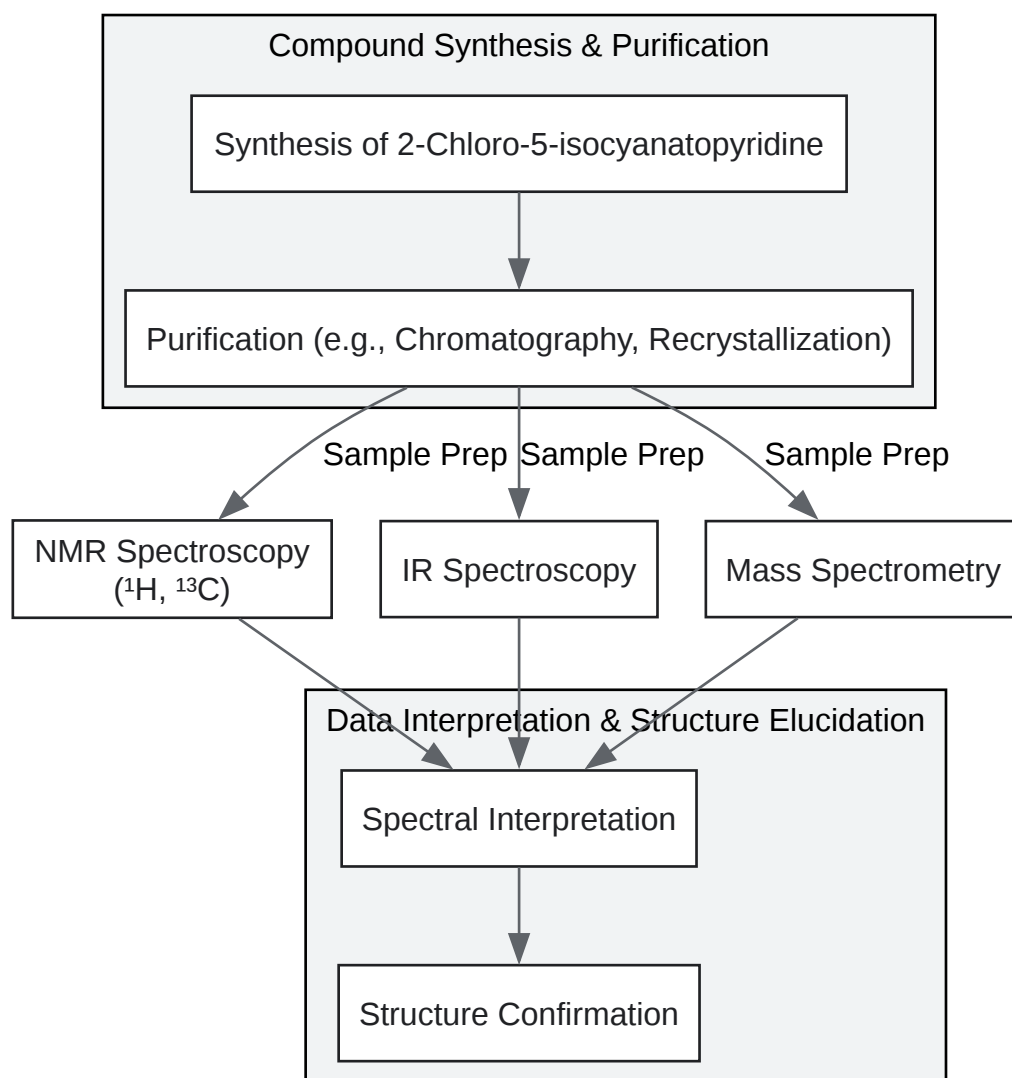 Compound Synthesis & Purification
Synthesis of 2-Chloro-5-isocyanatopyridine
Purification (e.g., Chromatography, Recrystallization)
Sample Prep
Sample Prep
Sample Prep
NMR Spectroscopy
(¹H, ¹³C)
IR Spectroscopy
Mass Spectrometry
Data Interpretation & Structure Elucidation
Spectral Interpretation
Structure Confirmation